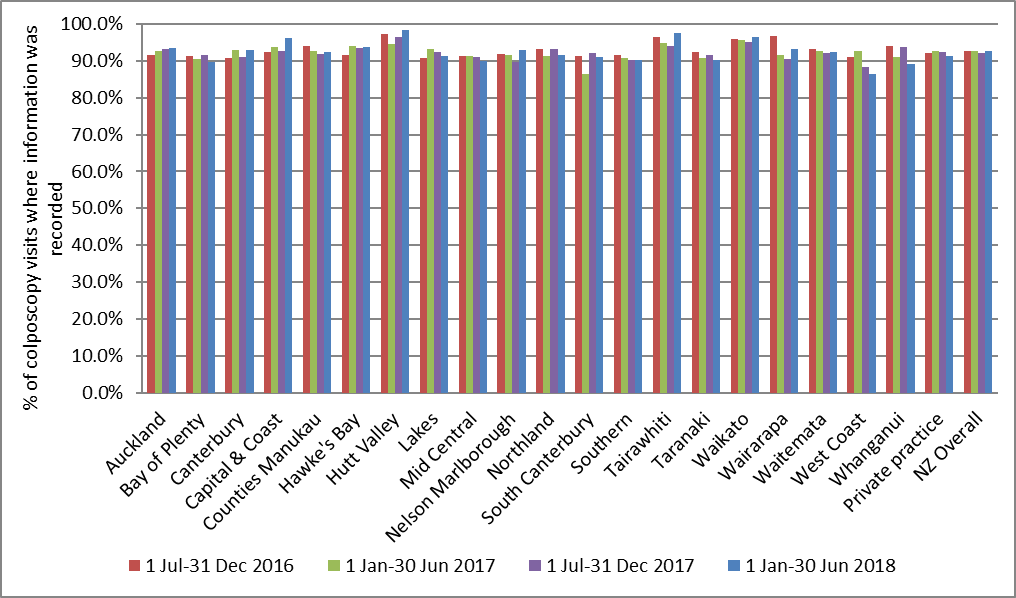 % of colposcopy visits where information was
recorded
100.0%
90.0%
80.0%
70.0%
60.0%
50.0%
40.0%
30.0%
20.0%
10.0%
0.0%
Auckland
Bay of Plenty
Canterbury
Capital & Coast
Counties Manukau
Hawke's Bay
Hutt Valley
Lakes
Mid Central
Nelson Marlborough
Northland
South Canterbury
Southern
Tairawhiti
Taranaki
Waikato
Wairarapa
Waitemata
West Coast
Whanganui
Private practice
NZ Overall
1 Jul-31 Dec 2016
1 Jan-30 Jun 2017
1 Jul-31 Dec 2017
1 Jan-30 Jun 2018